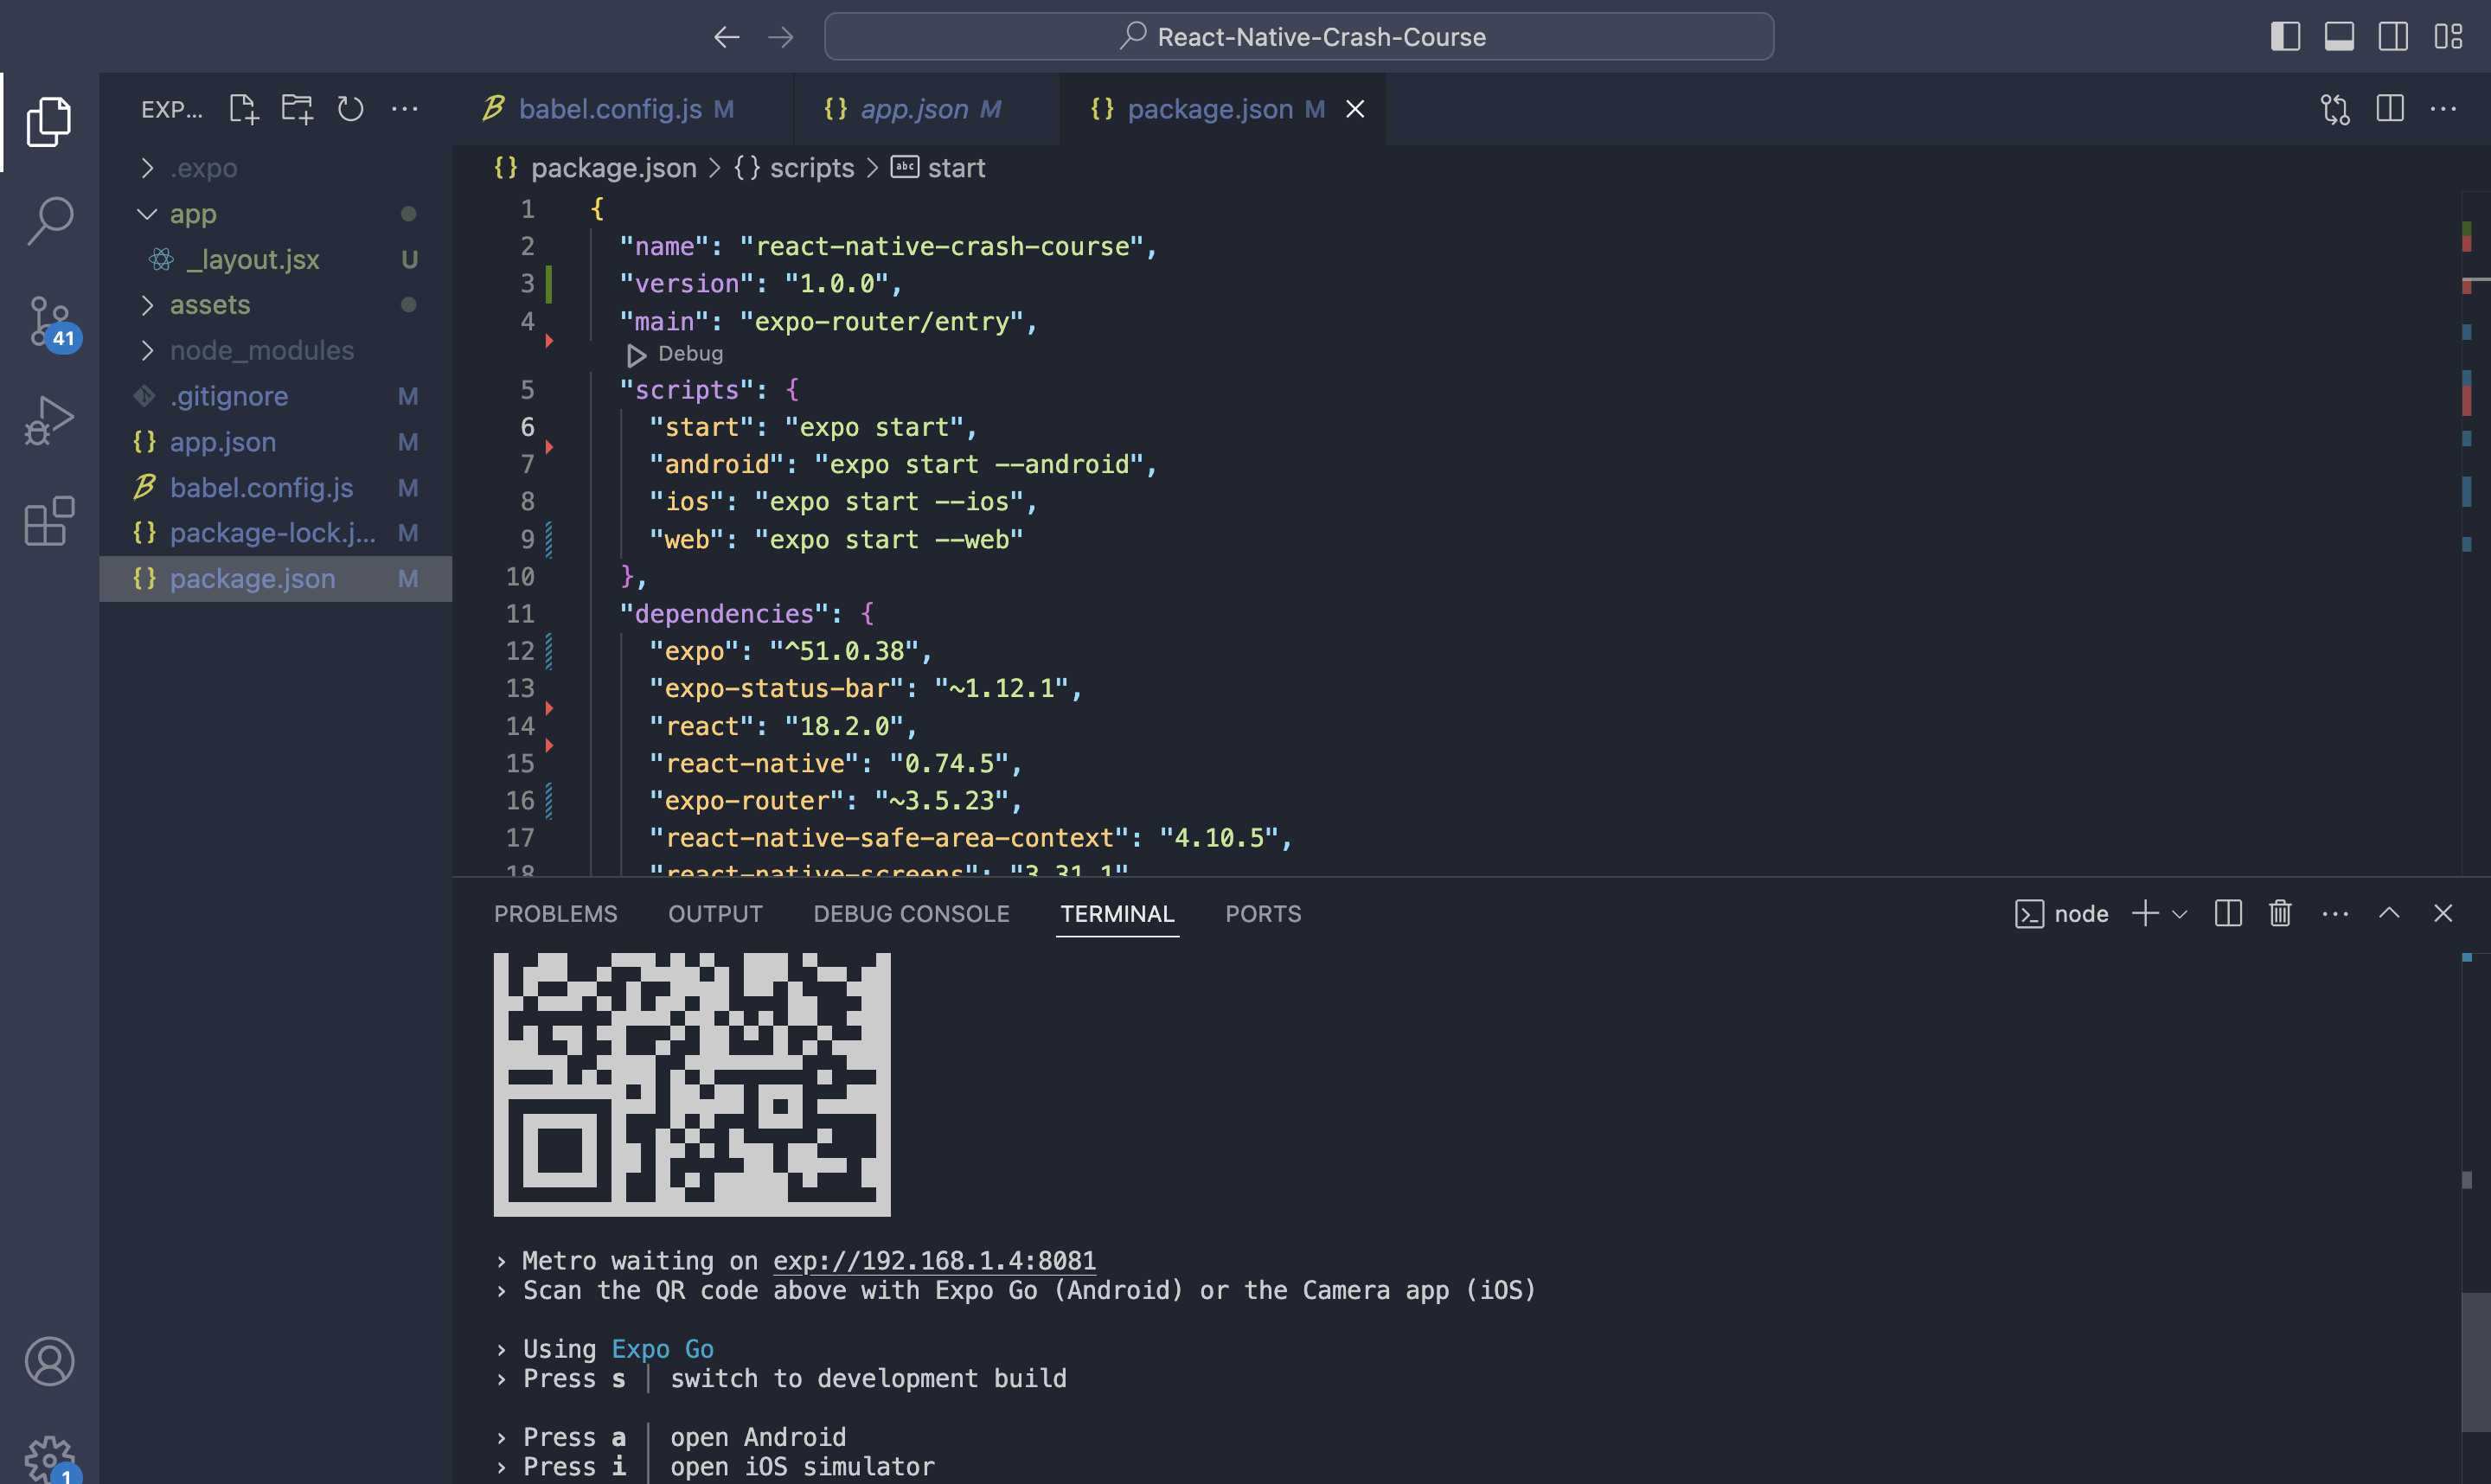 React-Native-Crash-Course
EXP...
.expo
app
_layout.jsx U
assets
node_modules
.gitignore M
app.json M
babel.config.js M
package-lock.j... M
package.json M
41
1
babel.config.js M
{} app.json M
{} package.json M
{} package.json > {} scripts > abc start
1 {
2 "name": "react-native-crash-course",
3 "version": "1.0.0",
4 "main": "expo-router/entry",
Debug
5 "scripts": {
6 "start": "expo start",
7 "android": "expo start --android",
8 "ios": "expo start --ios",
9 "web": "expo start --web"
10 },
11 "dependencies": {
12 "expo": "^51.0.38",
13 "expo-status-bar": "~1.12.1",
14 "react": "18.2.0",
15 "react-native": "0.74.5",
16 "expo-router": "~3.5.23",
17 "react-native-safe-area-context": "4.10.5",
18 "react-native-screens": "3.31.1"
PROBLEMS OUTPUT DEBUG CONSOLE TERMINAL PORTS
node
› Metro waiting on exp://192.168.1.4:8081
› Scan the QR code above with Expo Go (Android) or the Camera app (iOS)
› Using Expo Go
› Press s │ switch to development build
› Press a │ open Android
› Press i │ open iOS simulator